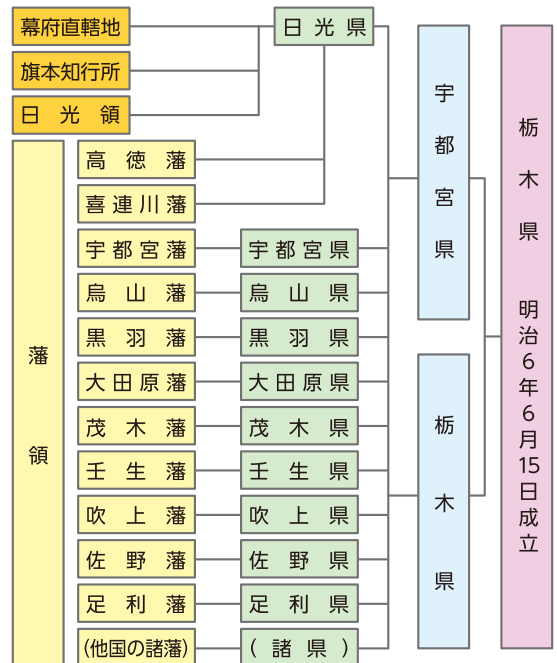 幕府直轄地
旗本知行所
日光領
日光県
藩領
高徳藩
喜連川藩
宇都宮藩
宇都宮県
烏山藩
烏山県
黒羽藩
黒羽県
大田原藩
大田原県
茂木藩
茂木県
壬生藩
壬生県
吹上藩
吹上県
佐野藩
佐野県
足利藩
足利県
(他国の諸藩)
(諸県)
宇都宮県
栃木県
栃木県 明治6年6月15日成立